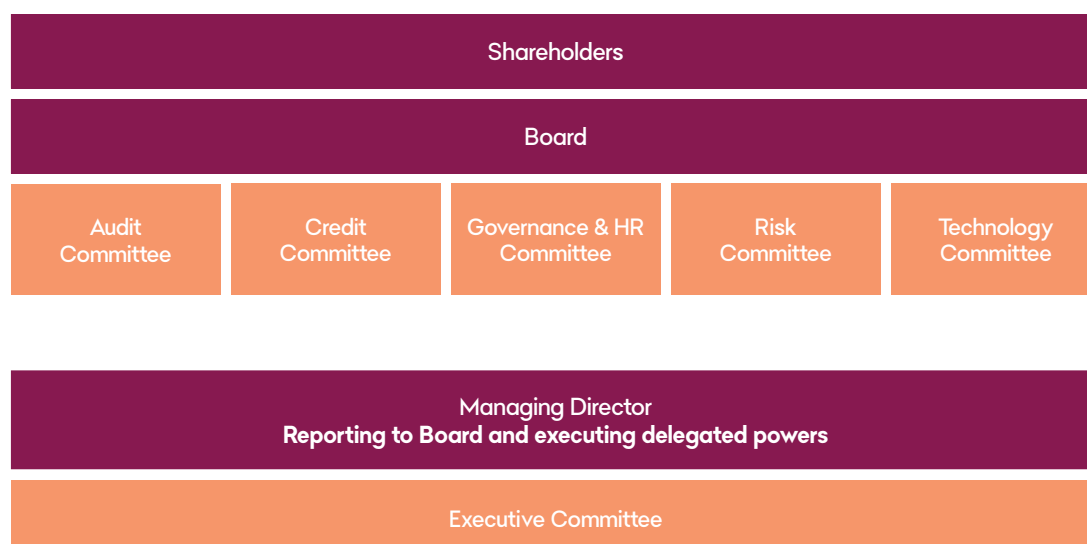 Shareholders
Board
Audit
Committee
Credit
Committee
Governance & HR
Committee
Risk
Committee
Technology
Committee
Managing Director
Reporting to Board and executing delegated powers
Executive Committee